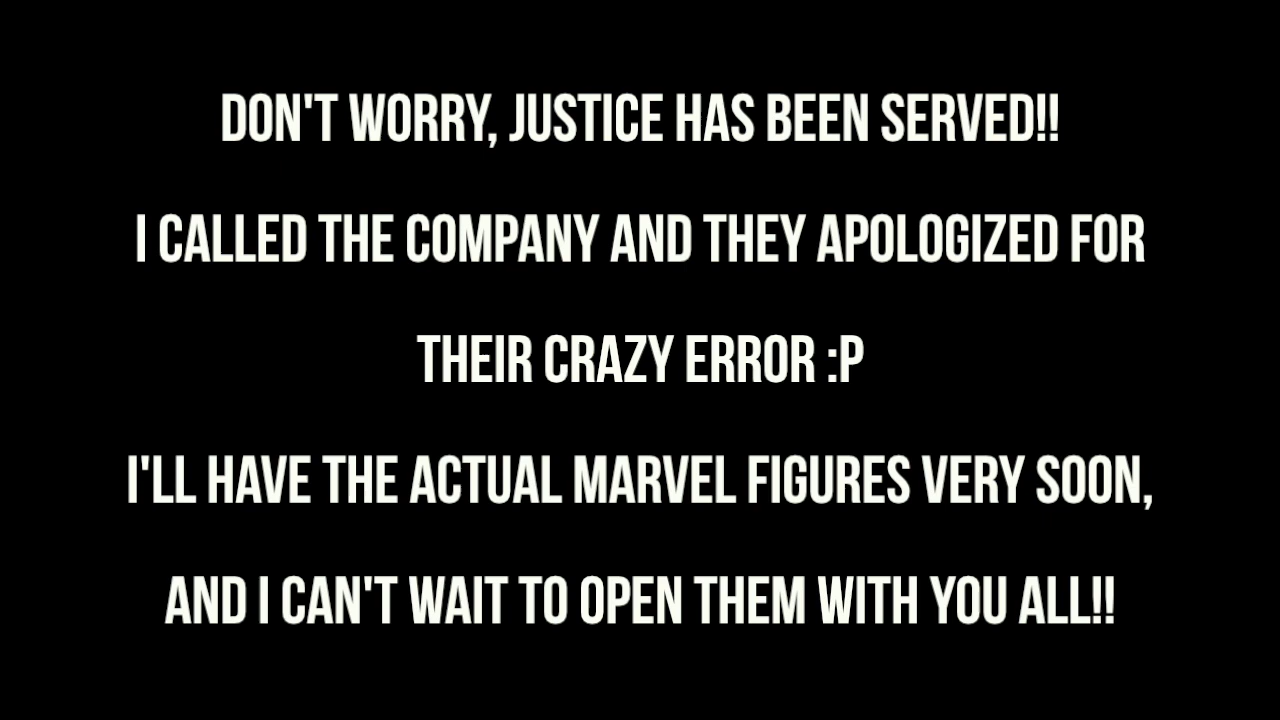 DON'T WORRY, JUSTICE HAS BEEN SERVED!!
I CALLED THE COMPANY AND THEY APOLOGIZED FOR
THEIR CRAZY ERROR :P
I'LL HAVE THE ACTUAL MARVEL FIGURES VERY SOON,
AND I CAN'T WAIT TO OPEN THEM WITH YOU ALL!!